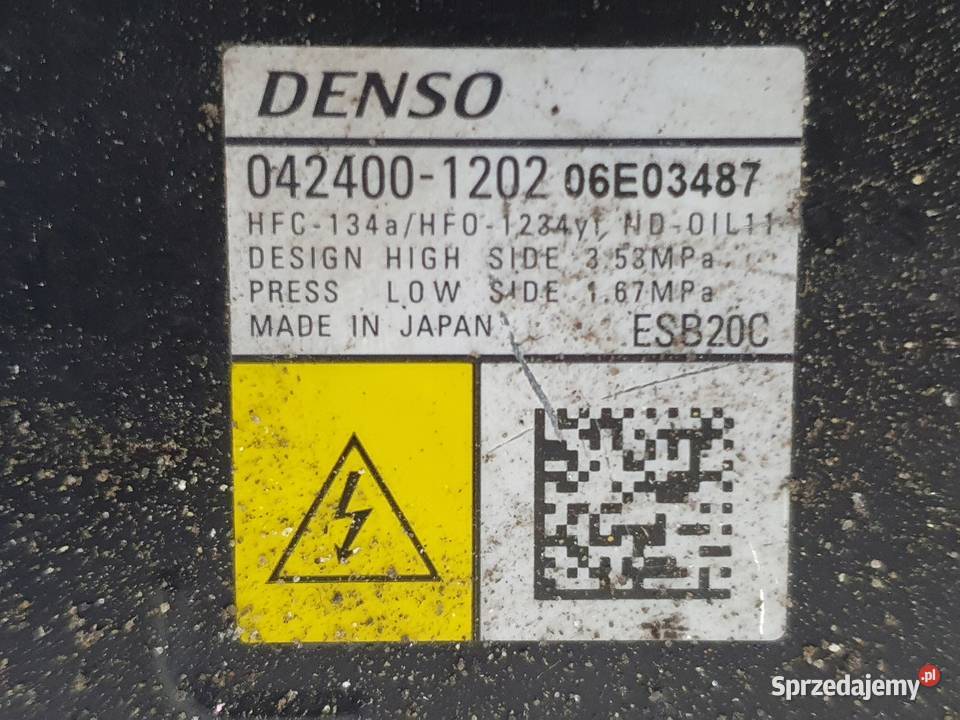 DENSO
042400-1202 06E03487
HFC-134a/HFO-1234yf ND-OIL11
DESIGN HIGH SIDE 3.53MPa
PRESS LOW SIDE 1.67MPa
MADE IN JAPAN ESB20C
Sprzedajemy.pl